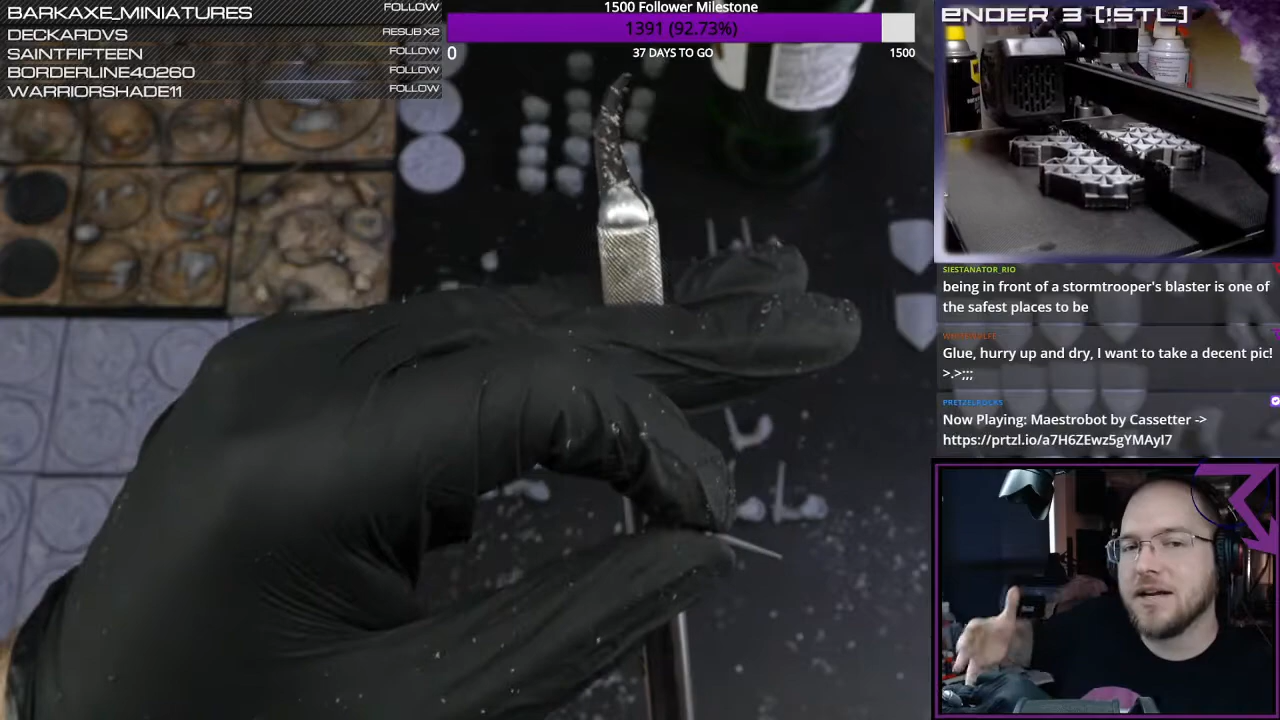 BARKAXE_MINIATURES FOLLOW
DECKARDVS RESUB X2
SAINTFIFTEEN FOLLOW
BORDERLINE40260 FOLLOW
WARRIORSHADE11 FOLLOW
1500 Follower Milestone
1391 (92.73%)
0 37 DAYS TO GO 1500
ENDER 3 [!STL]
SIESTANATOR_RIO
being in front of a stormtrooper's blaster is one of
the safest places to be
Glue, hurry up and dry, I want to take a decent pic!
>.>;;;
PRETZELROCKS
Now Playing: Maestrobot by Cassetter ->
https://prtzl.io/a7H6ZEwz5gYMAyI7